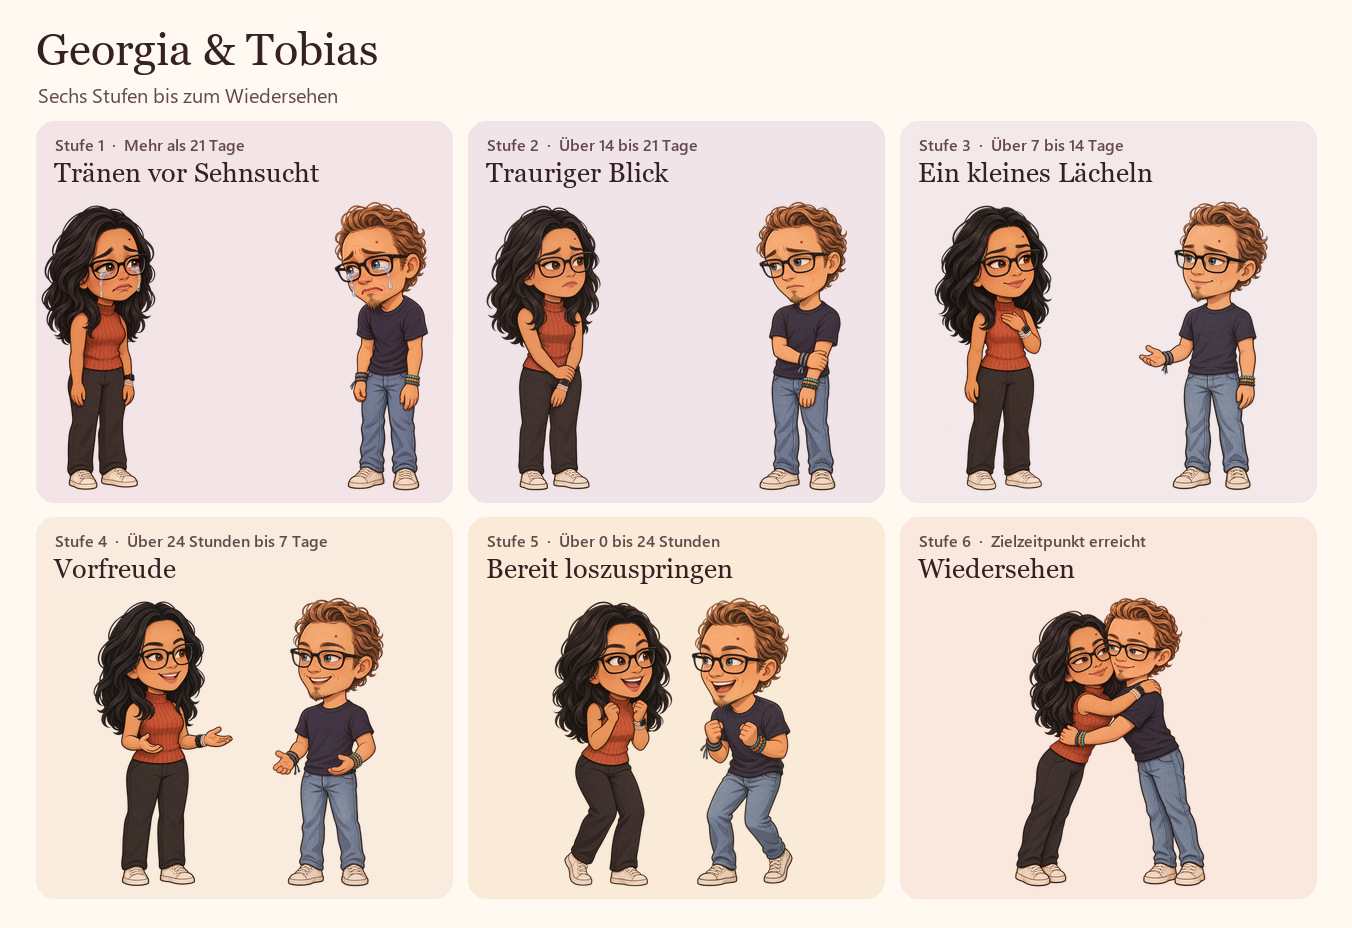 Georgia & Tobias
Sechs Stufen bis zum Wiedersehen
Stufe 1 · Mehr als 21 Tage
Tränen vor Sehnsucht
Stufe 2 · Über 14 bis 21 Tage
Trauriger Blick
Stufe 3 · Über 7 bis 14 Tage
Ein kleines Lächeln
Stufe 4 · Über 24 Stunden bis 7 Tage
Vorfreude
Stufe 5 · Über 0 bis 24 Stunden
Bereit loszuspringen
Stufe 6 · Zielzeitpunkt erreicht
Wiedersehen